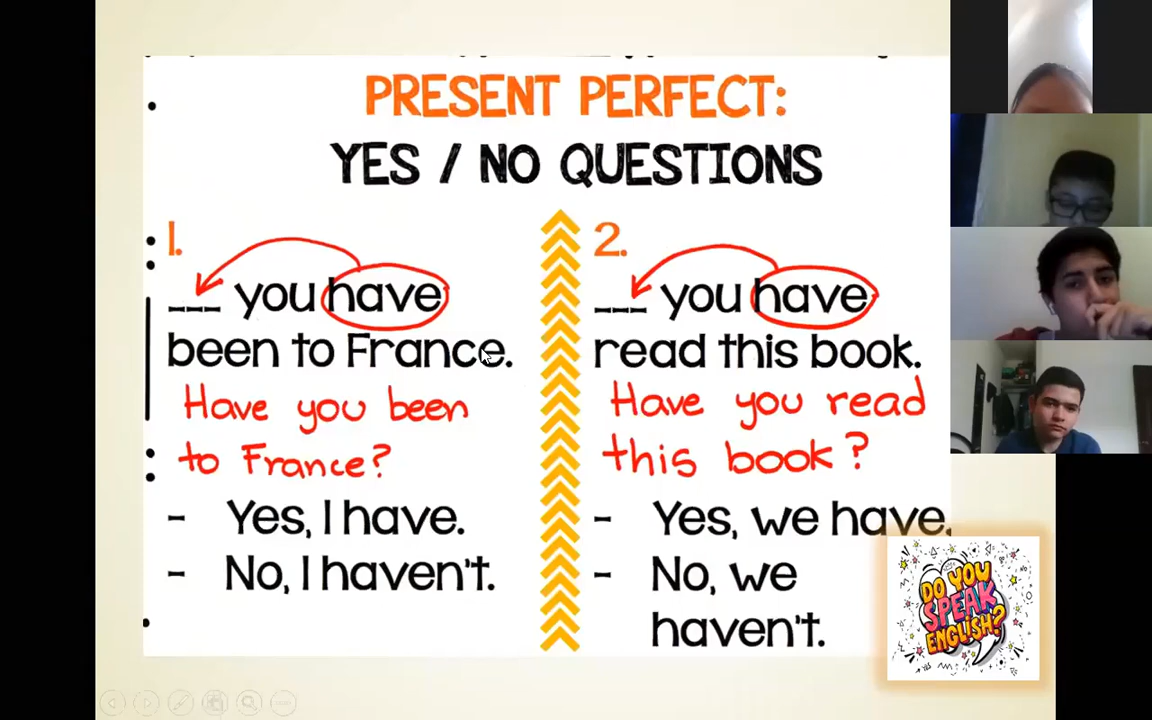 PRESENT PERFECT:
YES / NO QUESTIONS
1.
___ you have
been to France.
Have you been
to France?
- Yes, I have.
- No, I haven't.
2.
___ you have
read this book.
Have you read
this book?
- Yes, we have.
- No, we
haven't.
DO YOU
SPEAK
ENGLISH?